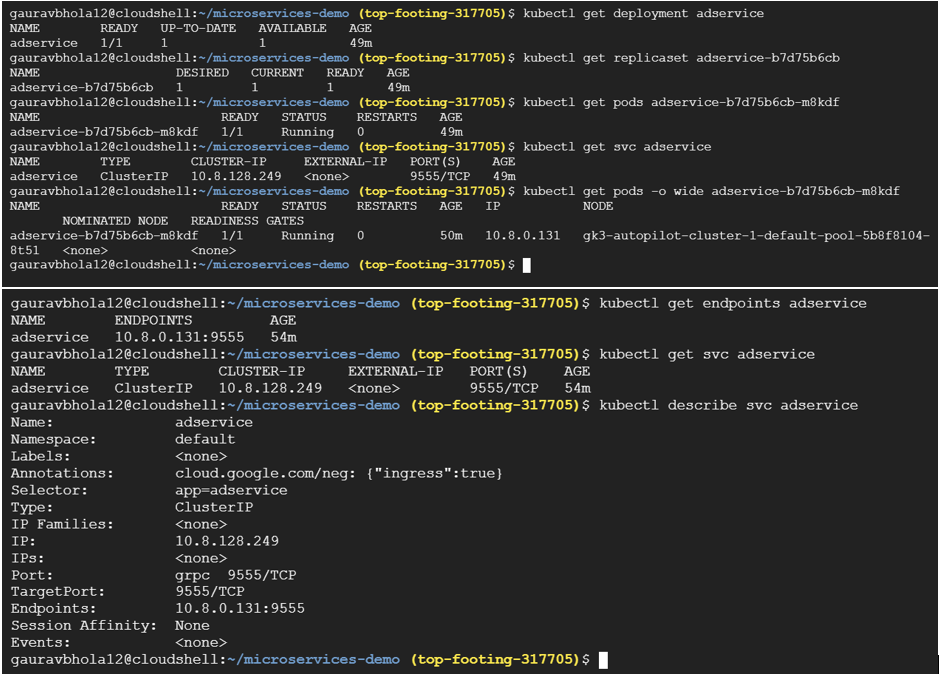 gauravbhola12@cloudshell:~/microservices-demo (top-footing-317705)$ kubectl get deployment adservice
NAME        READY   UP-TO-DATE   AVAILABLE   AGE
adservice   1/1     1            1           49m
gauravbhola12@cloudshell:~/microservices-demo (top-footing-317705)$ kubectl get replicaset adservice-b7d75b6cb
NAME                  DESIRED   CURRENT   READY   AGE
adservice-b7d75b6cb   1         1         1       49m
gauravbhola12@cloudshell:~/microservices-demo (top-footing-317705)$ kubectl get pods adservice-b7d75b6cb-m8kdf
NAME                        READY   STATUS    RESTARTS   AGE
adservice-b7d75b6cb-m8kdf   1/1     Running   0          49m
gauravbhola12@cloudshell:~/microservices-demo (top-footing-317705)$ kubectl get svc adservice
NAME        TYPE        CLUSTER-IP     EXTERNAL-IP   PORT(S)    AGE
adservice   ClusterIP   10.8.128.249   <none>        9555/TCP   49m
gauravbhola12@cloudshell:~/microservices-demo (top-footing-317705)$ kubectl get pods -o wide adservice-b7d75b6cb-m8kdf
NAME                        READY   STATUS    RESTARTS   AGE   IP           NODE
NOMINATED NODE   READINESS GATES
adservice-b7d75b6cb-m8kdf   1/1     Running   0          50m   10.8.0.131   gk3-autopilot-cluster-1-default-pool-5b8f8104-
8t51   <none>           <none>
gauravbhola12@cloudshell:~/microservices-demo (top-footing-317705)$
gauravbhola12@cloudshell:~/microservices-demo (top-footing-317705)$ kubectl get endpoints adservice
NAME        ENDPOINTS         AGE
adservice   10.8.0.131:9555   54m
gauravbhola12@cloudshell:~/microservices-demo (top-footing-317705)$ kubectl get svc adservice
NAME        TYPE        CLUSTER-IP     EXTERNAL-IP   PORT(S)    AGE
adservice   ClusterIP   10.8.128.249   <none>        9555/TCP   54m
gauravbhola12@cloudshell:~/microservices-demo (top-footing-317705)$ kubectl describe svc adservice
Name:              adservice
Namespace:         default
Labels:            <none>
Annotations:       cloud.google.com/neg: {"ingress":true}
Selector:          app=adservice
Type:              ClusterIP
IP Families:       <none>
IP:                10.8.128.249
IPs:               <none>
Port:              grpc  9555/TCP
TargetPort:        9555/TCP
Endpoints:         10.8.0.131:9555
Session Affinity:  None
Events:            <none>
gauravbhola12@cloudshell:~/microservices-demo (top-footing-317705)$